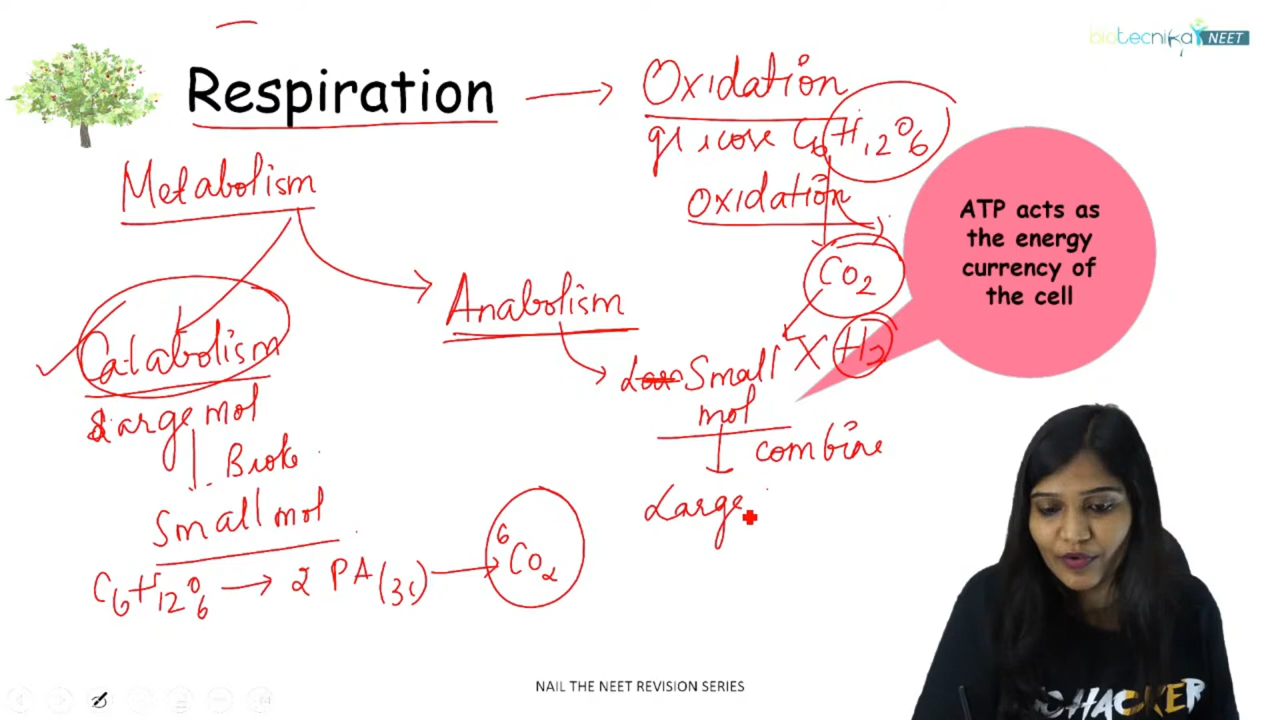 biotecnika NEET
Respiration
Oxidation
glucose C6H12O6
Oxidation
CO2
H2
Metabolism
Catabolism
Large mol
Broke
Small mol
C6H12O6 → 2 PA (3C) → 6CO2
Anabolism
Small
mol
combine
Large
ATP acts as
the energy
currency of
the cell
NAIL THE NEET REVISION SERIES
BIOHACKER